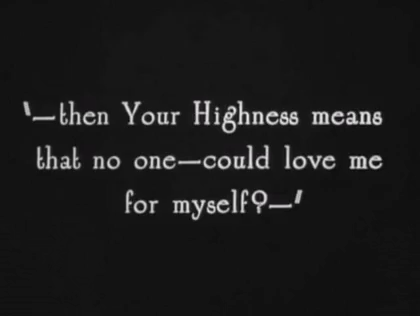 "—then Your Highness means
that no one—could love me
for myself?—"